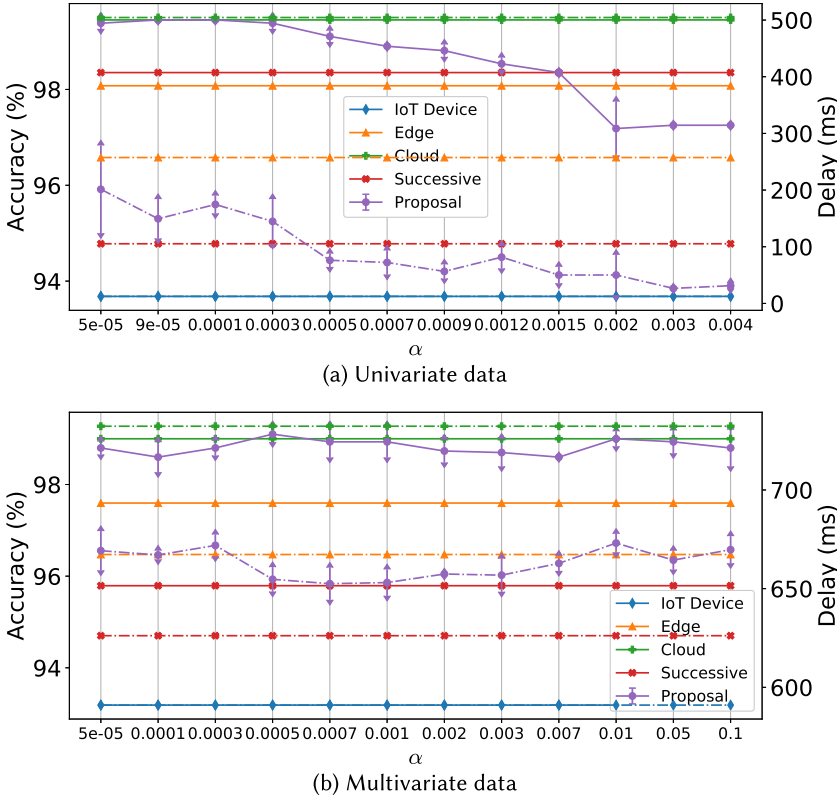 Accuracy (%)
98
96
94
500
400
300
200
100
0
Delay (ms)
IoT Device
Edge
Cloud
Successive
Proposal
5e-05 9e-05 0.0001 0.0003 0.0005 0.0007 0.0009 0.0012 0.0015 0.002 0.003 0.004
α
(a) Univariate data
Accuracy (%)
98
96
94
700
650
600
Delay (ms)
IoT Device
Edge
Cloud
Successive
Proposal
5e-05 0.0001 0.0003 0.0005 0.0007 0.001 0.002 0.003 0.007 0.01 0.05 0.1
α
(b) Multivariate data